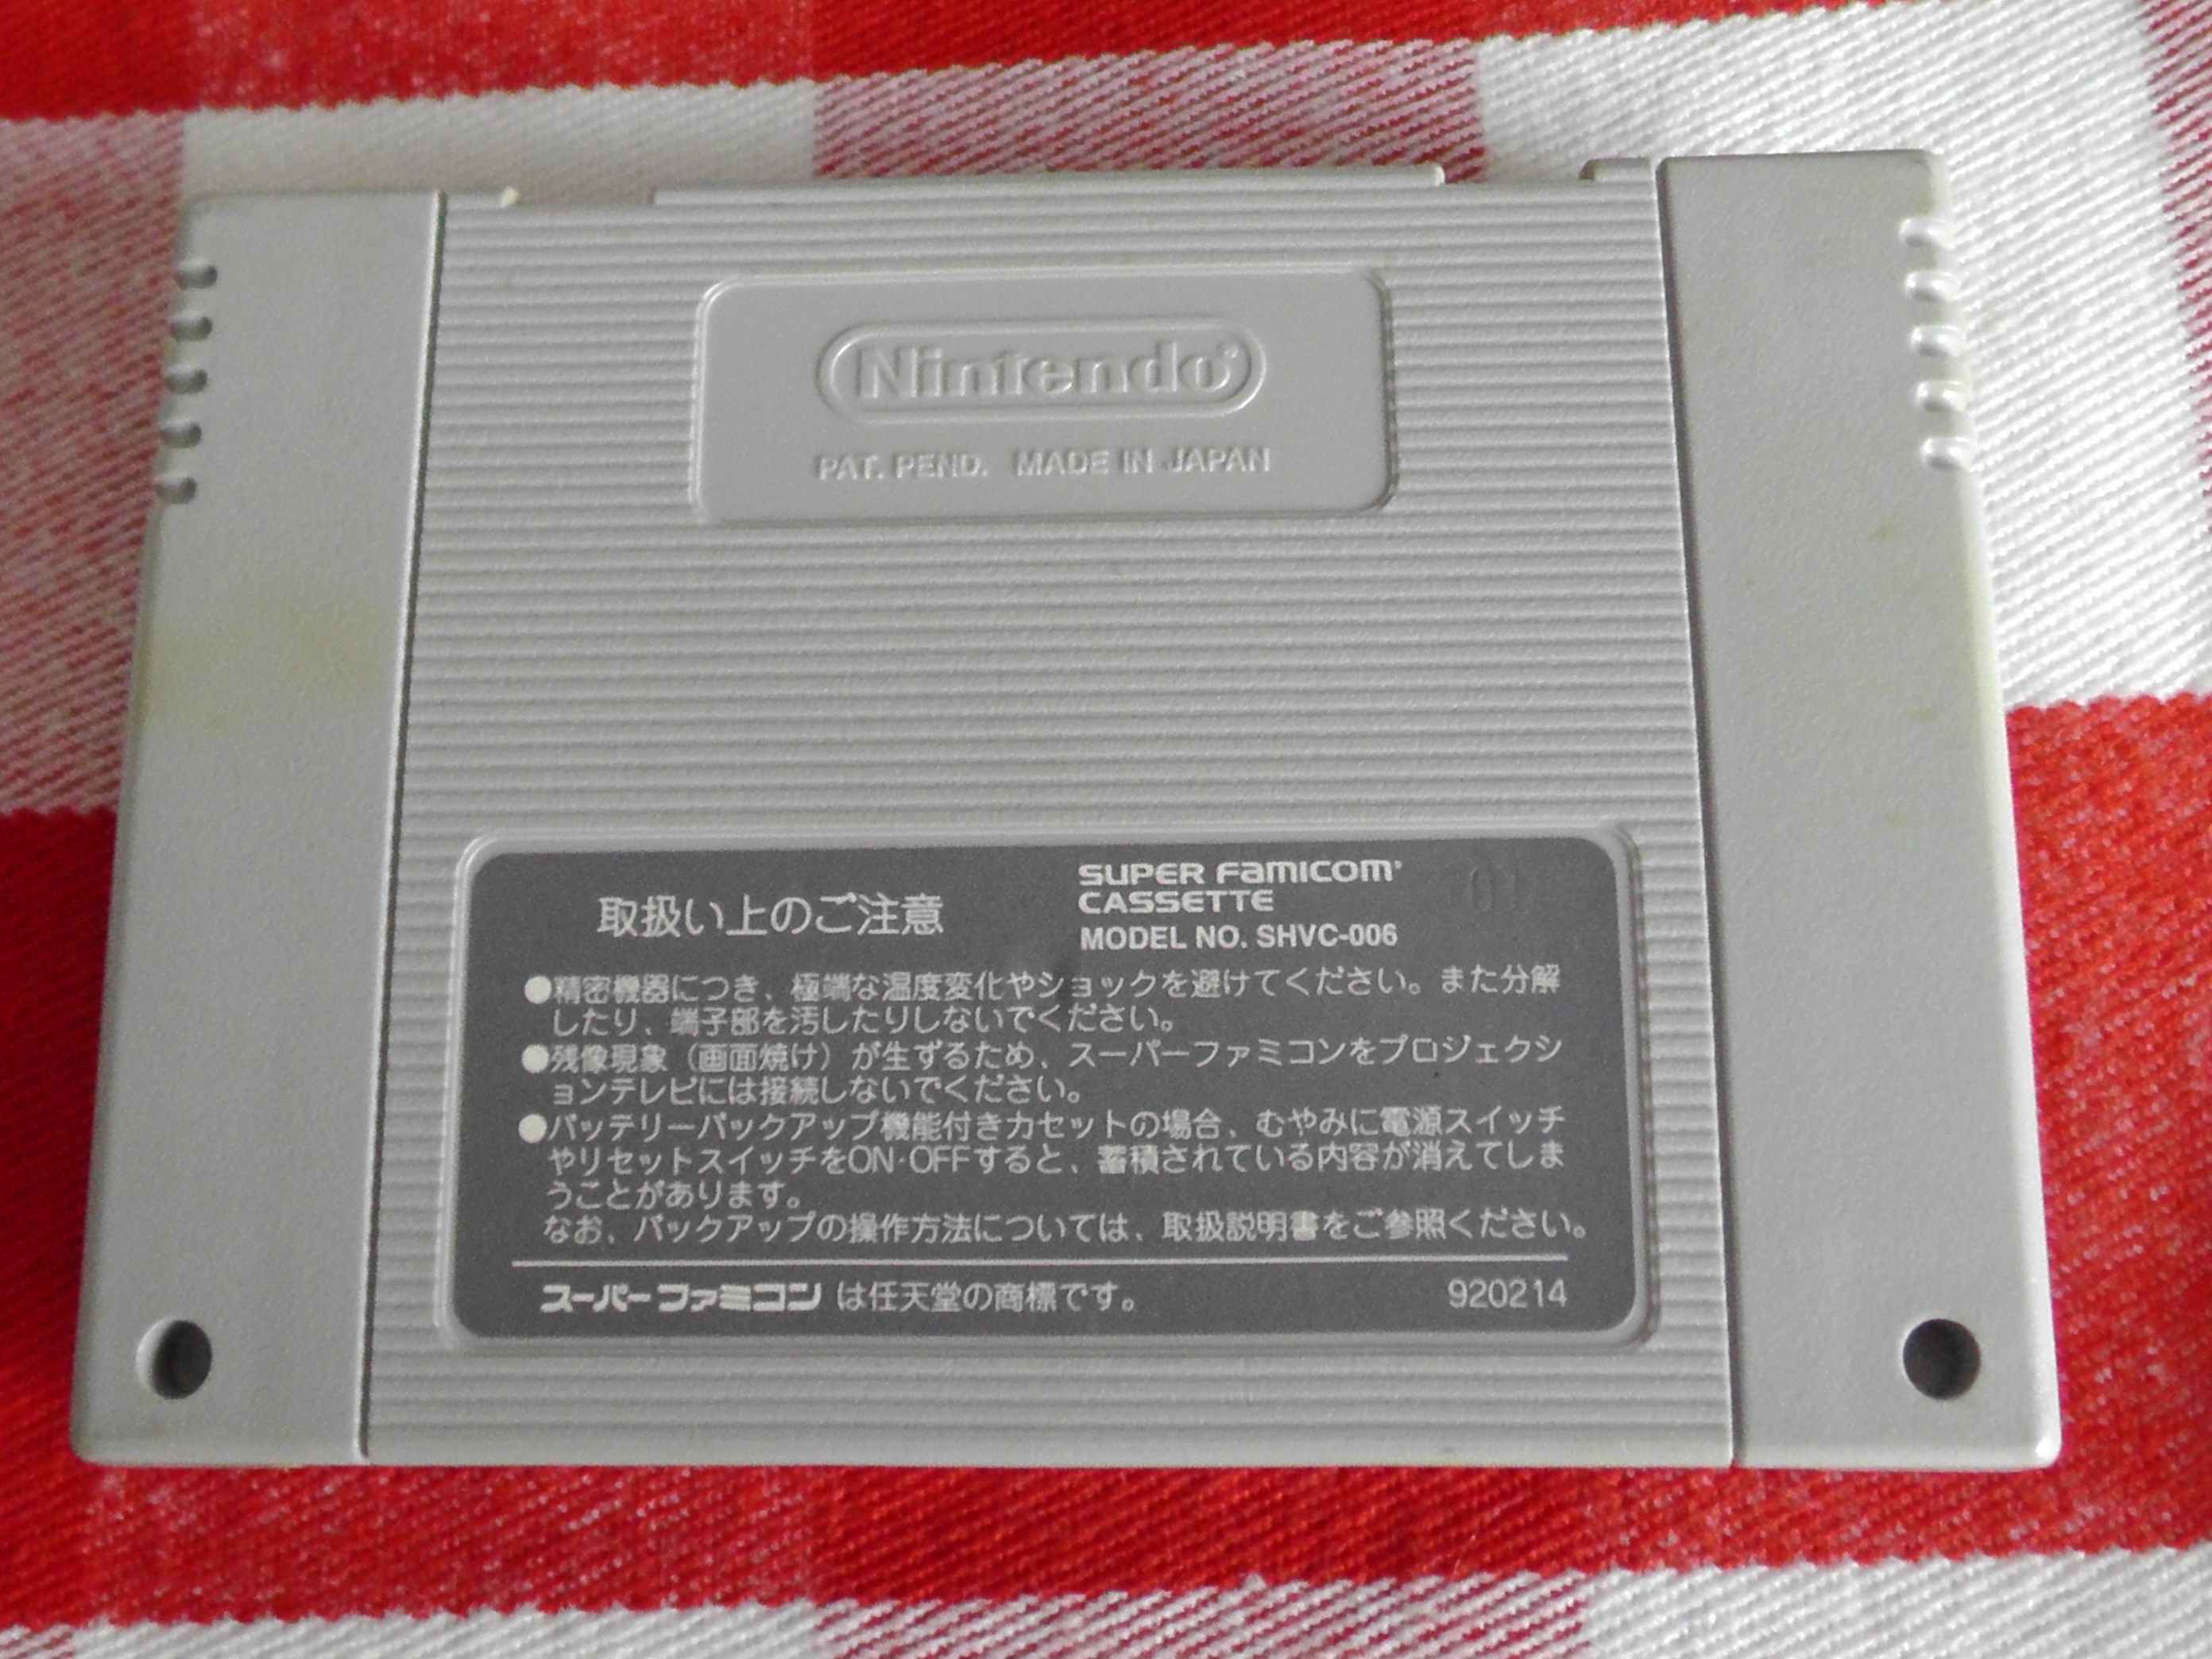 Nintendo®
PAT. PEND. MADE IN JAPAN
取扱い上のご注意
SUPER FAMICOM
CASSETTE
MODEL NO. SHVC-006
●精密機器につき、極端な温度変化やショックを避けてください。また分解
したり、端子部を汚したりしないでください。
●残像現象（画面焼け）が生ずるため、スーパーファミコンをプロジェクシ
ョンテレビには接続しないでください。
●バッテリーバックアップ機能付きカセットの場合、むやみに電源スイッチ
やリセットスイッチをON・OFFすると、蓄積されている内容が消えてしま
うことがあります。
なお、バックアップの操作方法については、取扱説明書をご参照ください。
スーパーファミコン は任天堂の商標です。
920214